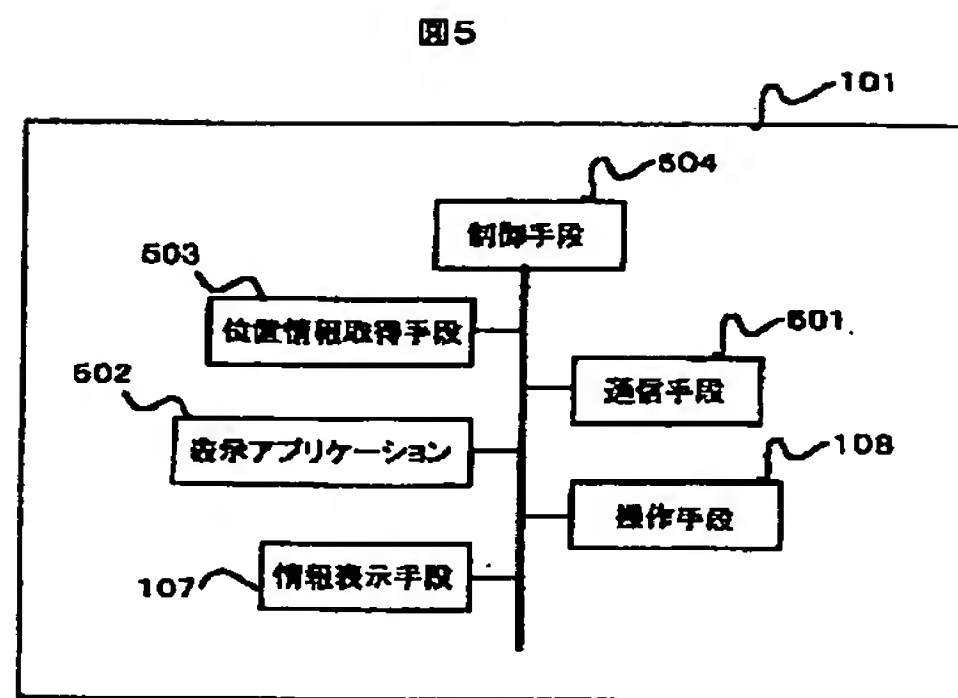 図5
101
504
制御手段
503
位置情報取得手段
501
通信手段
502
表示アプリケーション
108
操作手段
107
情報表示手段